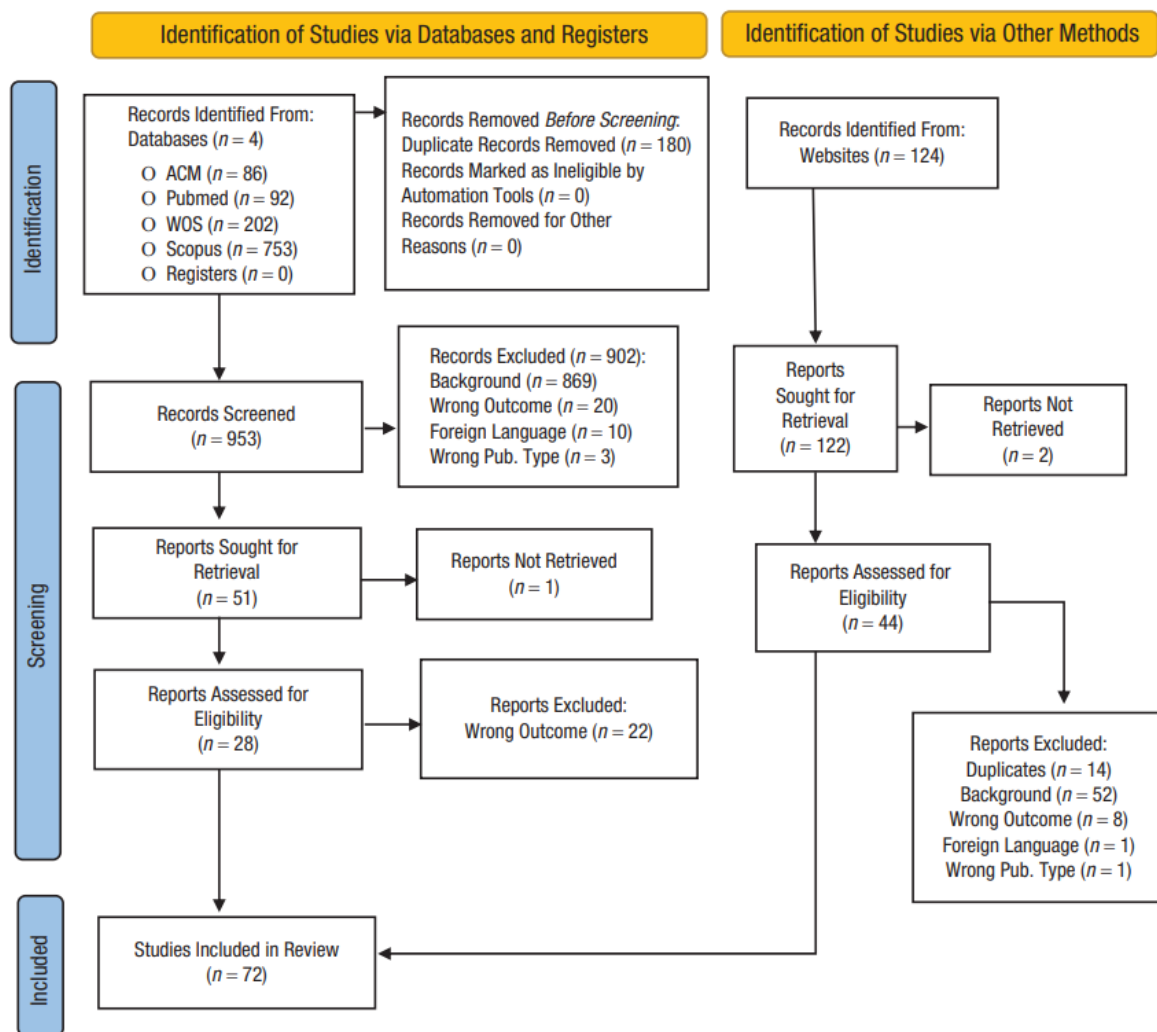 Identification of Studies via Databases and Registers
Identification of Studies via Other Methods
Identification
Records Identified From:
Databases (n = 4)
O ACM (n = 86)
O Pubmed (n = 92)
O WOS (n = 202)
O Scopus (n = 753)
O Registers (n = 0)
Records Removed Before Screening:
Duplicate Records Removed (n = 180)
Records Marked as Ineligible by
Automation Tools (n = 0)
Records Removed for Other
Reasons (n = 0)
Records Identified From:
Websites (n = 124)
Screening
Records Screened
(n = 953)
Records Excluded (n = 902):
Background (n = 869)
Wrong Outcome (n = 20)
Foreign Language (n = 10)
Wrong Pub. Type (n = 3)
Reports
Sought for
Retrieval
(n = 122)
Reports Not
Retrieved
(n = 2)
Reports Sought for
Retrieval
(n = 51)
Reports Not Retrieved
(n = 1)
Reports Assessed for
Eligibility
(n = 44)
Reports Assessed for
Eligibility
(n = 28)
Reports Excluded:
Wrong Outcome (n = 22)
Reports Excluded:
Duplicates (n = 14)
Background (n = 52)
Wrong Outcome (n = 8)
Foreign Language (n = 1)
Wrong Pub. Type (n = 1)
Included
Studies Included in Review
(n = 72)